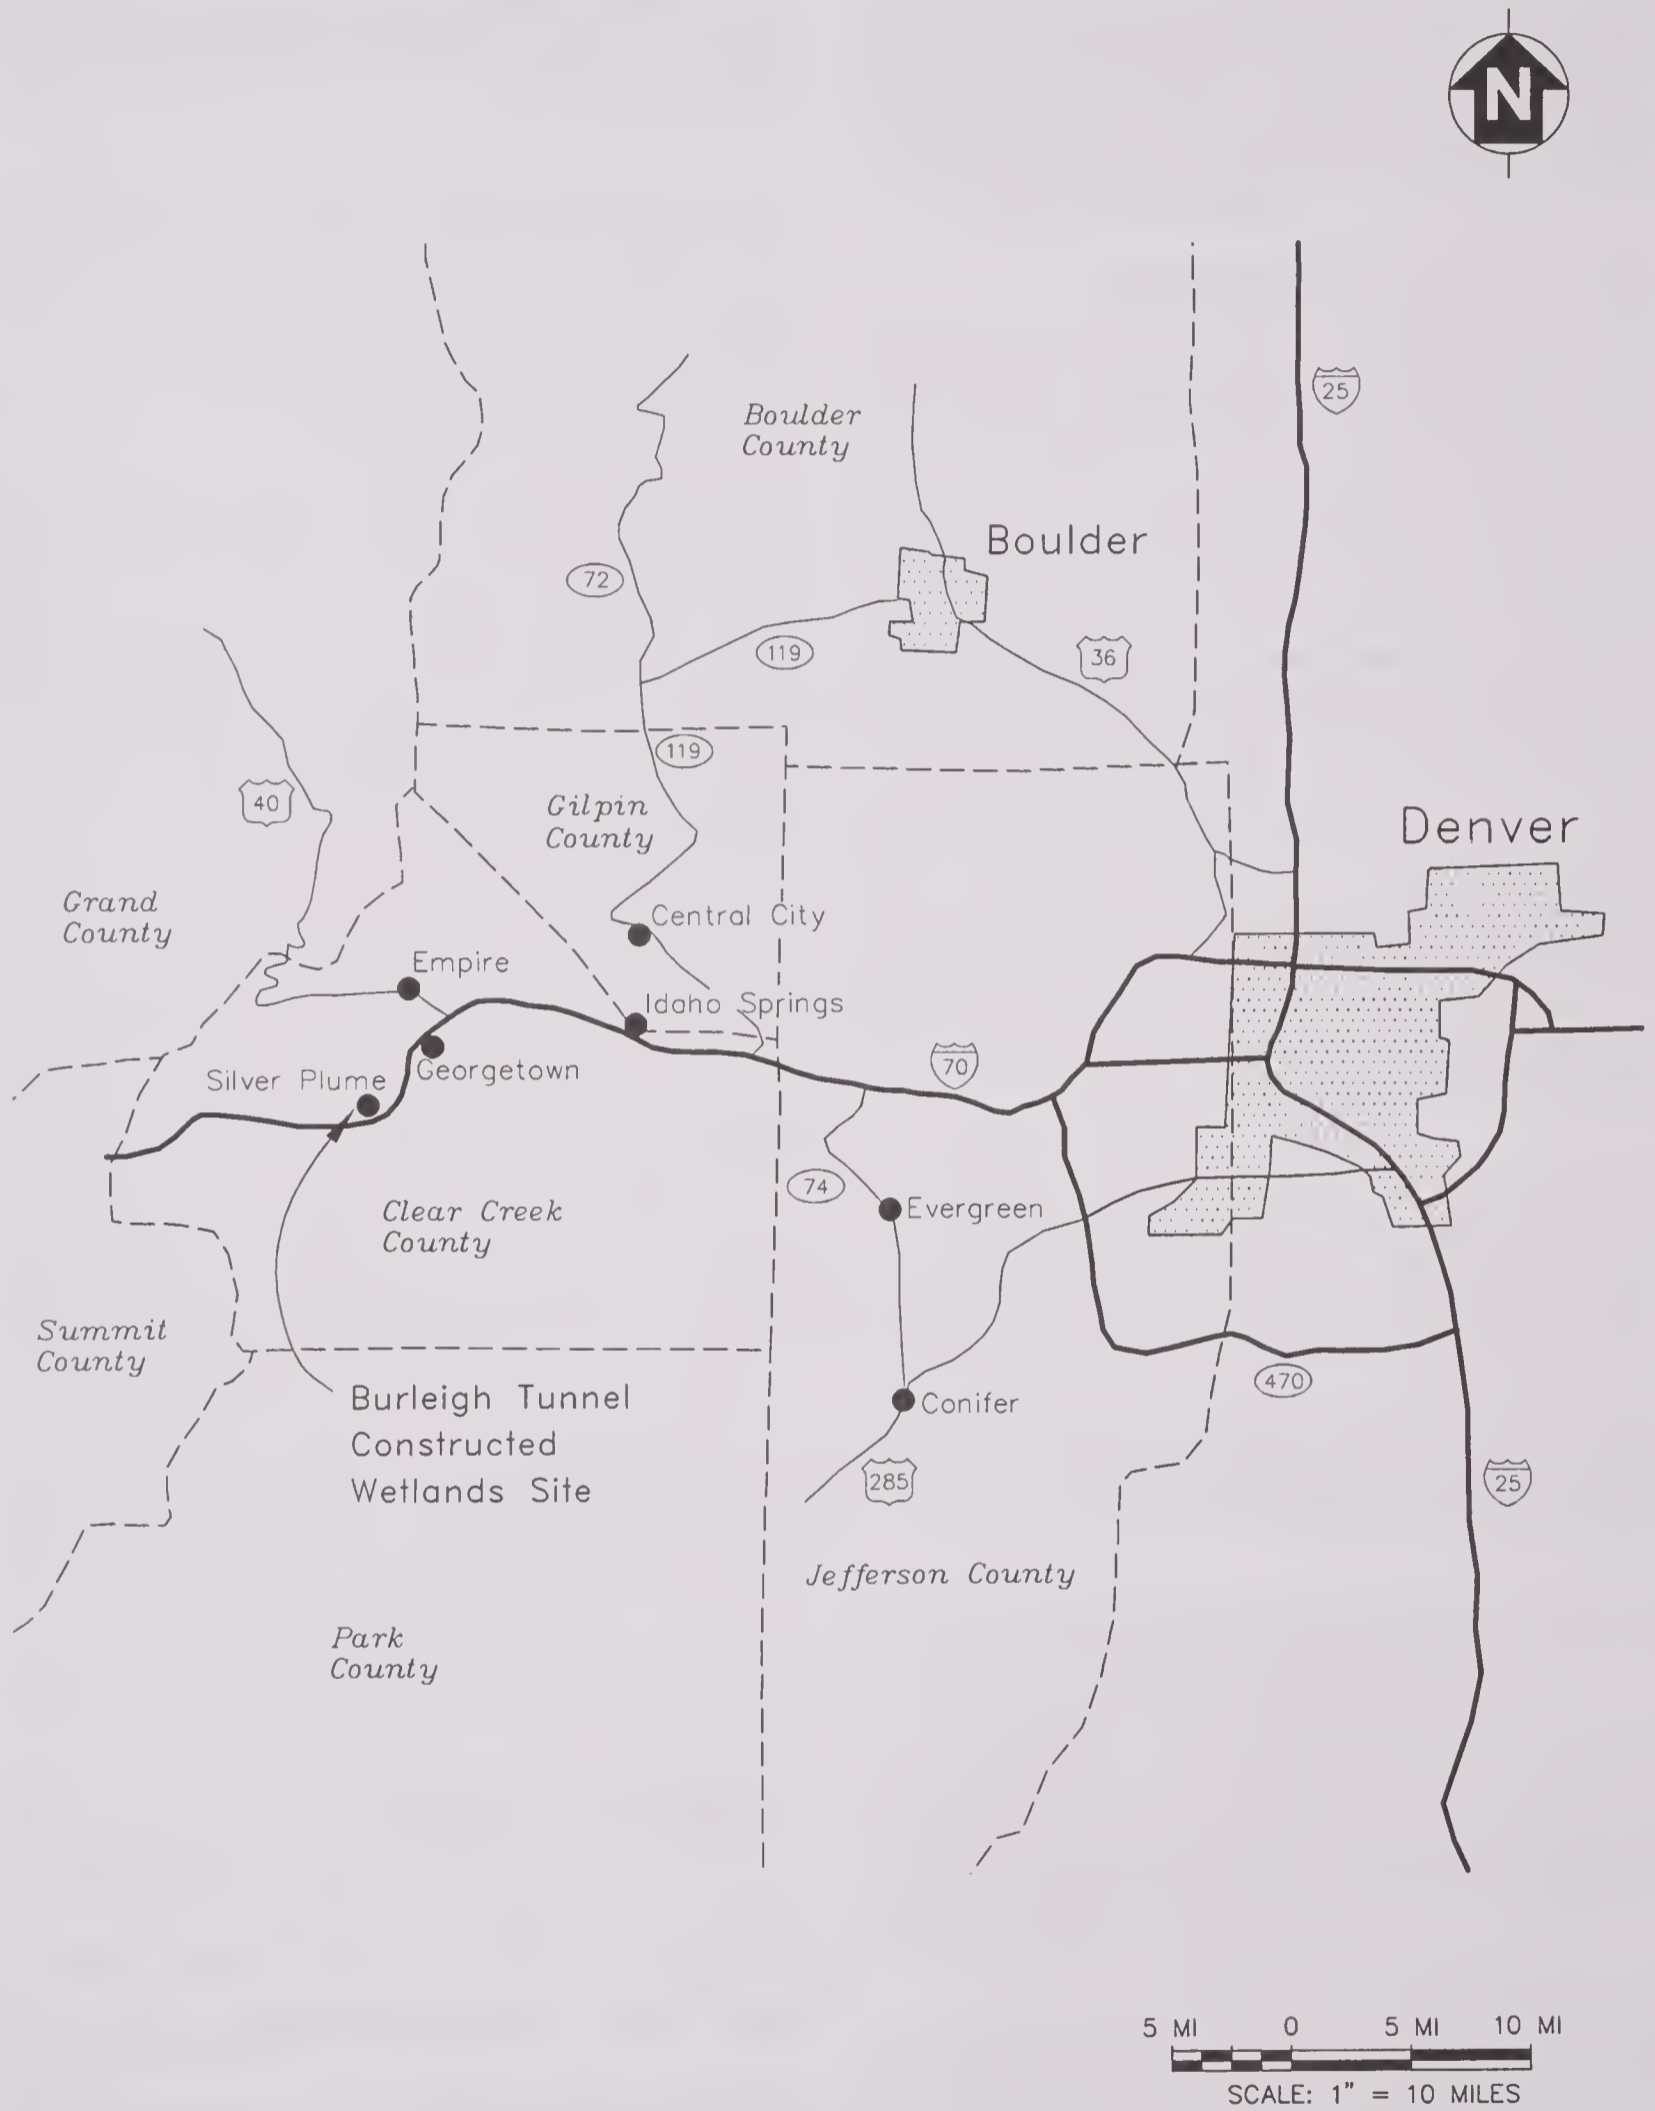 N
25
Boulder
County
Boulder
72
119
36
119
40
Gilpin
County
Denver
Grand
County
Central City
Empire
Idaho Springs
70
Georgetown
Silver Plume
74
Evergreen
Clear Creek
County
Summit
County
470
Burleigh Tunnel
Constructed
Wetlands Site
Conifer
285
25
Jefferson County
Park
County
5 MI 0 5 MI 10 MI
SCALE: 1" = 10 MILES